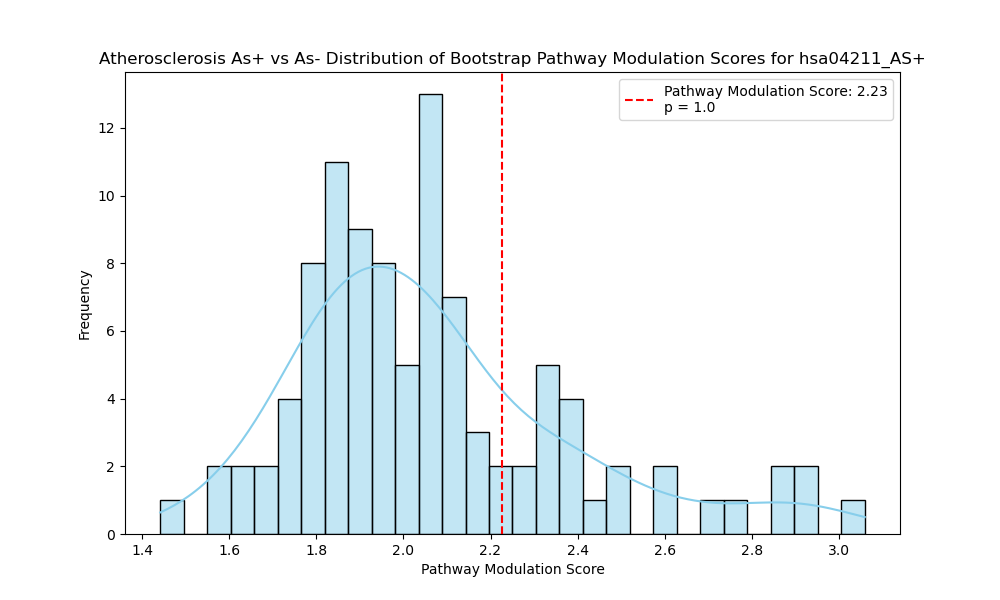 Atherosclerosis As+ vs As- Distribution of Bootstrap Pathway Modulation Scores for hsa04211_AS+
Pathway Modulation Score: 2.23
p = 1.0
Frequency
12
10
8
6
4
2
0
1.4 1.6 1.8 2.0 2.2 2.4 2.6 2.8 3.0
Pathway Modulation Score